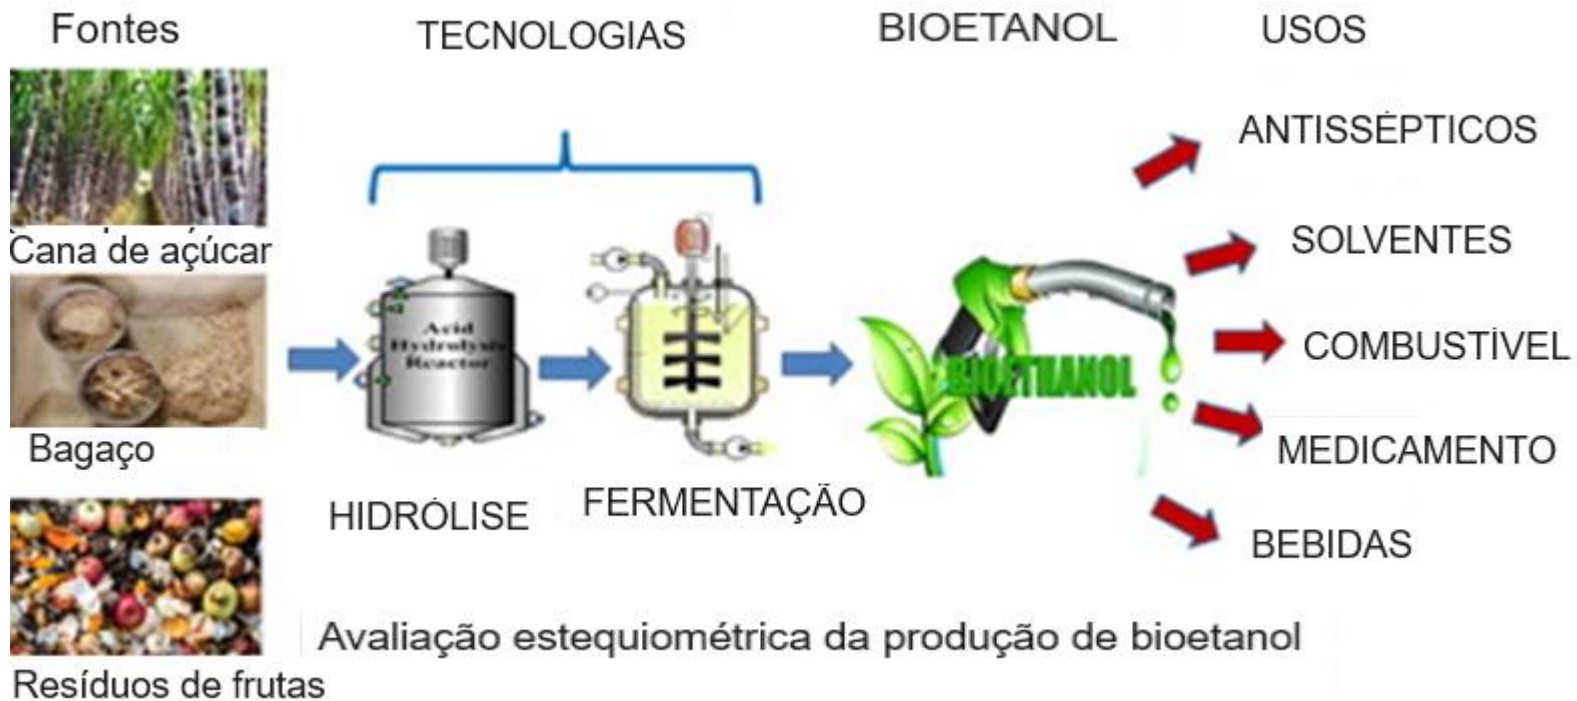 Fontes
TECNOLOGIAS
BIOETANOL
USOS
Cana de açúcar
Bagaço
Resíduos de frutas
Acid
Hydrolysis
Reactor
HIDRÓLISE
FERMENTAÇÃO
BIOETHANOL
ANTISSÉPTICOS
SOLVENTES
COMBUSTÍVEL
MEDICAMENTO
BEBIDAS
Avaliação estequiométrica da produção de bioetanol